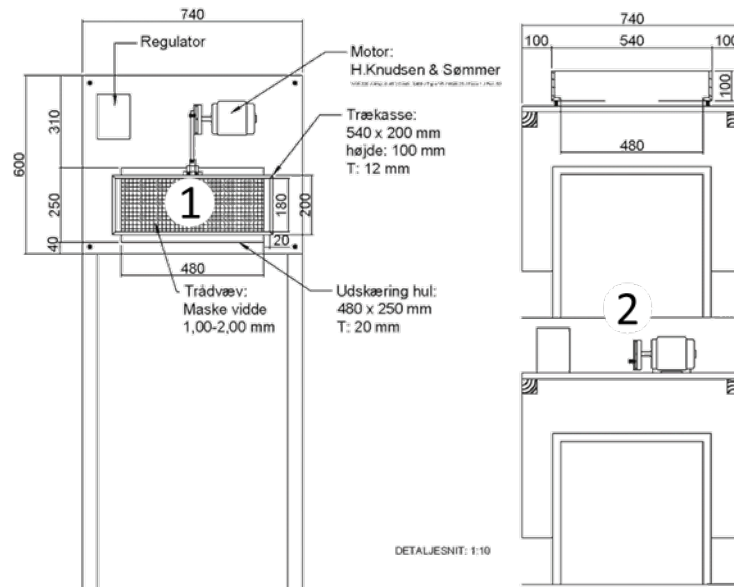 740
Regulator
Motor:
H.Knudsen & Sømmer
310
600
250
40
Trækasse:
540 x 200 mm
højde: 100 mm
T: 12 mm
1
180
200
20
480
Trådvæv:
Maske vidde
1,00-2,00 mm
Udskæring hul:
480 x 250 mm
T: 20 mm
740
100
540
100
100
480
2
DETALJESNIT: 1:10